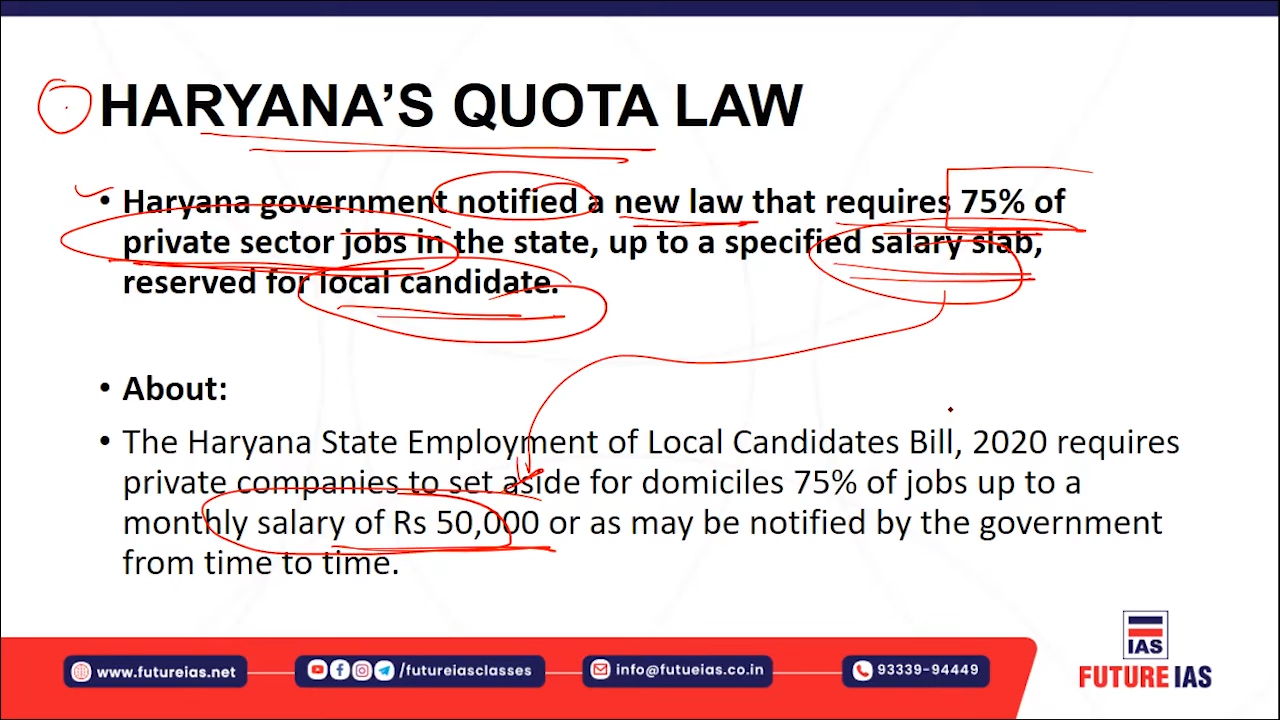 HARYANA’S QUOTA LAW
• Haryana government notified a new law that requires 75% of
private sector jobs in the state, up to a specified salary slab,
reserved for local candidate.
• About:
• The Haryana State Employment of Local Candidates Bill, 2020 requires
private companies to set aside for domiciles 75% of jobs up to a
monthly salary of Rs 50,000 or as may be notified by the government
from time to time.
IAS
FUTURE IAS
www.futureias.net
/futureiasclasses
info@futueias.co.in
93339-94449